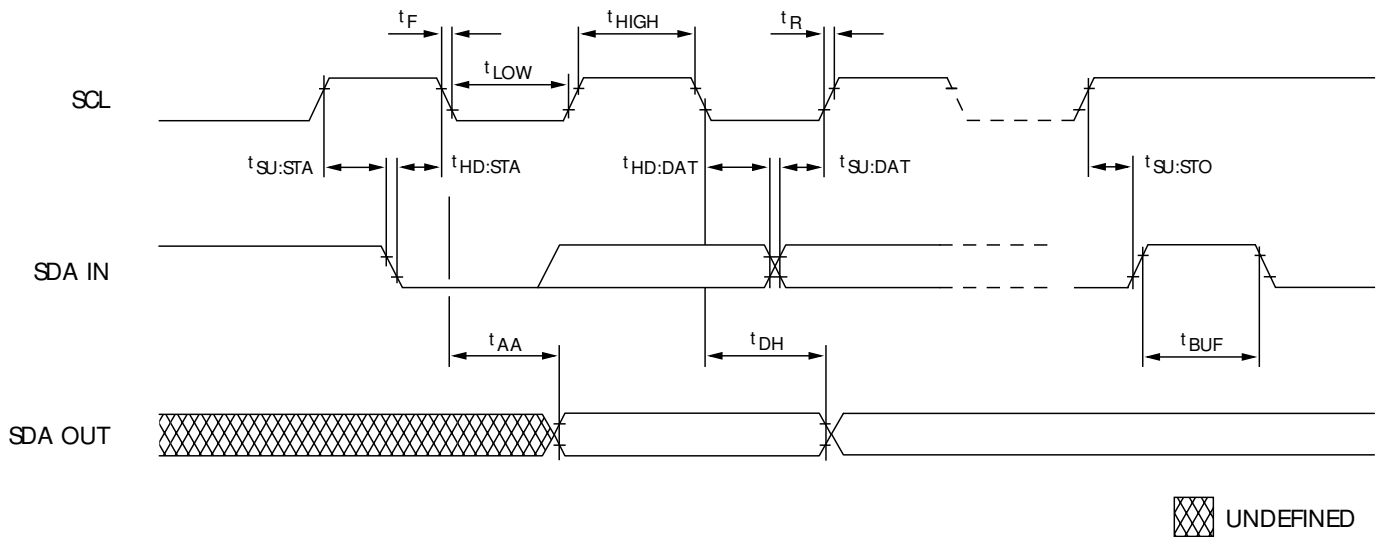 tF
tHIGH
tR
tLOW
SCL
tSU:STA
tHD:STA
tHD:DAT
tSU:DAT
tSU:STO
SDA IN
tAA
tDH
tBUF
SDA OUT
UNDEFINED